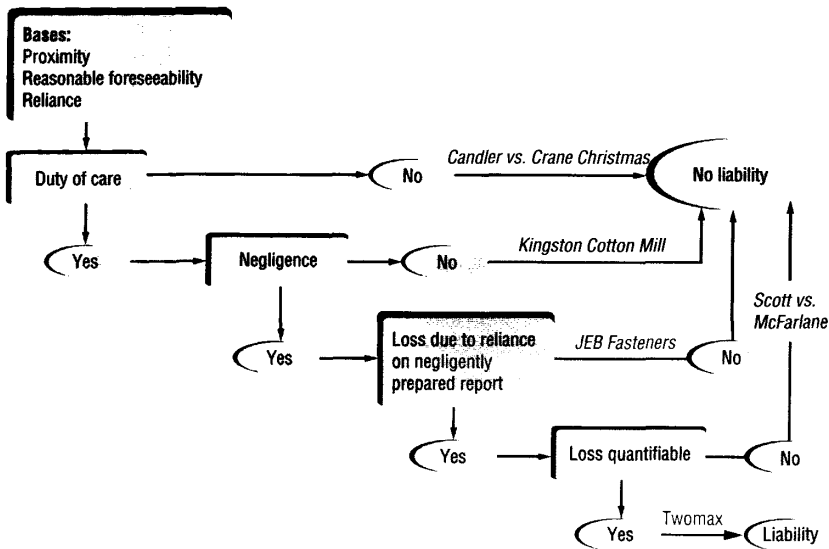 Bases:
Proximity
Reasonable foreseeability
Reliance
Duty of care
No
Candler vs. Crane Christmas
No liability
Yes
Negligence
No
Kingston Cotton Mill
Scott vs.
McFarlane
Yes
Loss due to reliance
on negligently
prepared report
JEB Fasteners
No
Yes
Loss quantifiable
No
Yes
Twomax
Liability